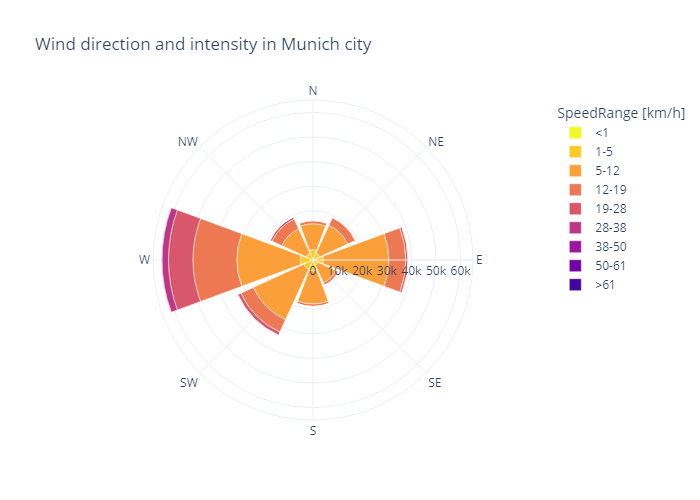 Wind direction and intensity in Munich city
N
NW
NE
W
E
0 10k 20k 30k 40k 50k 60k
SW
SE
S
SpeedRange [km/h]
<1
1-5
5-12
12-19
19-28
28-38
38-50
50-61
>61